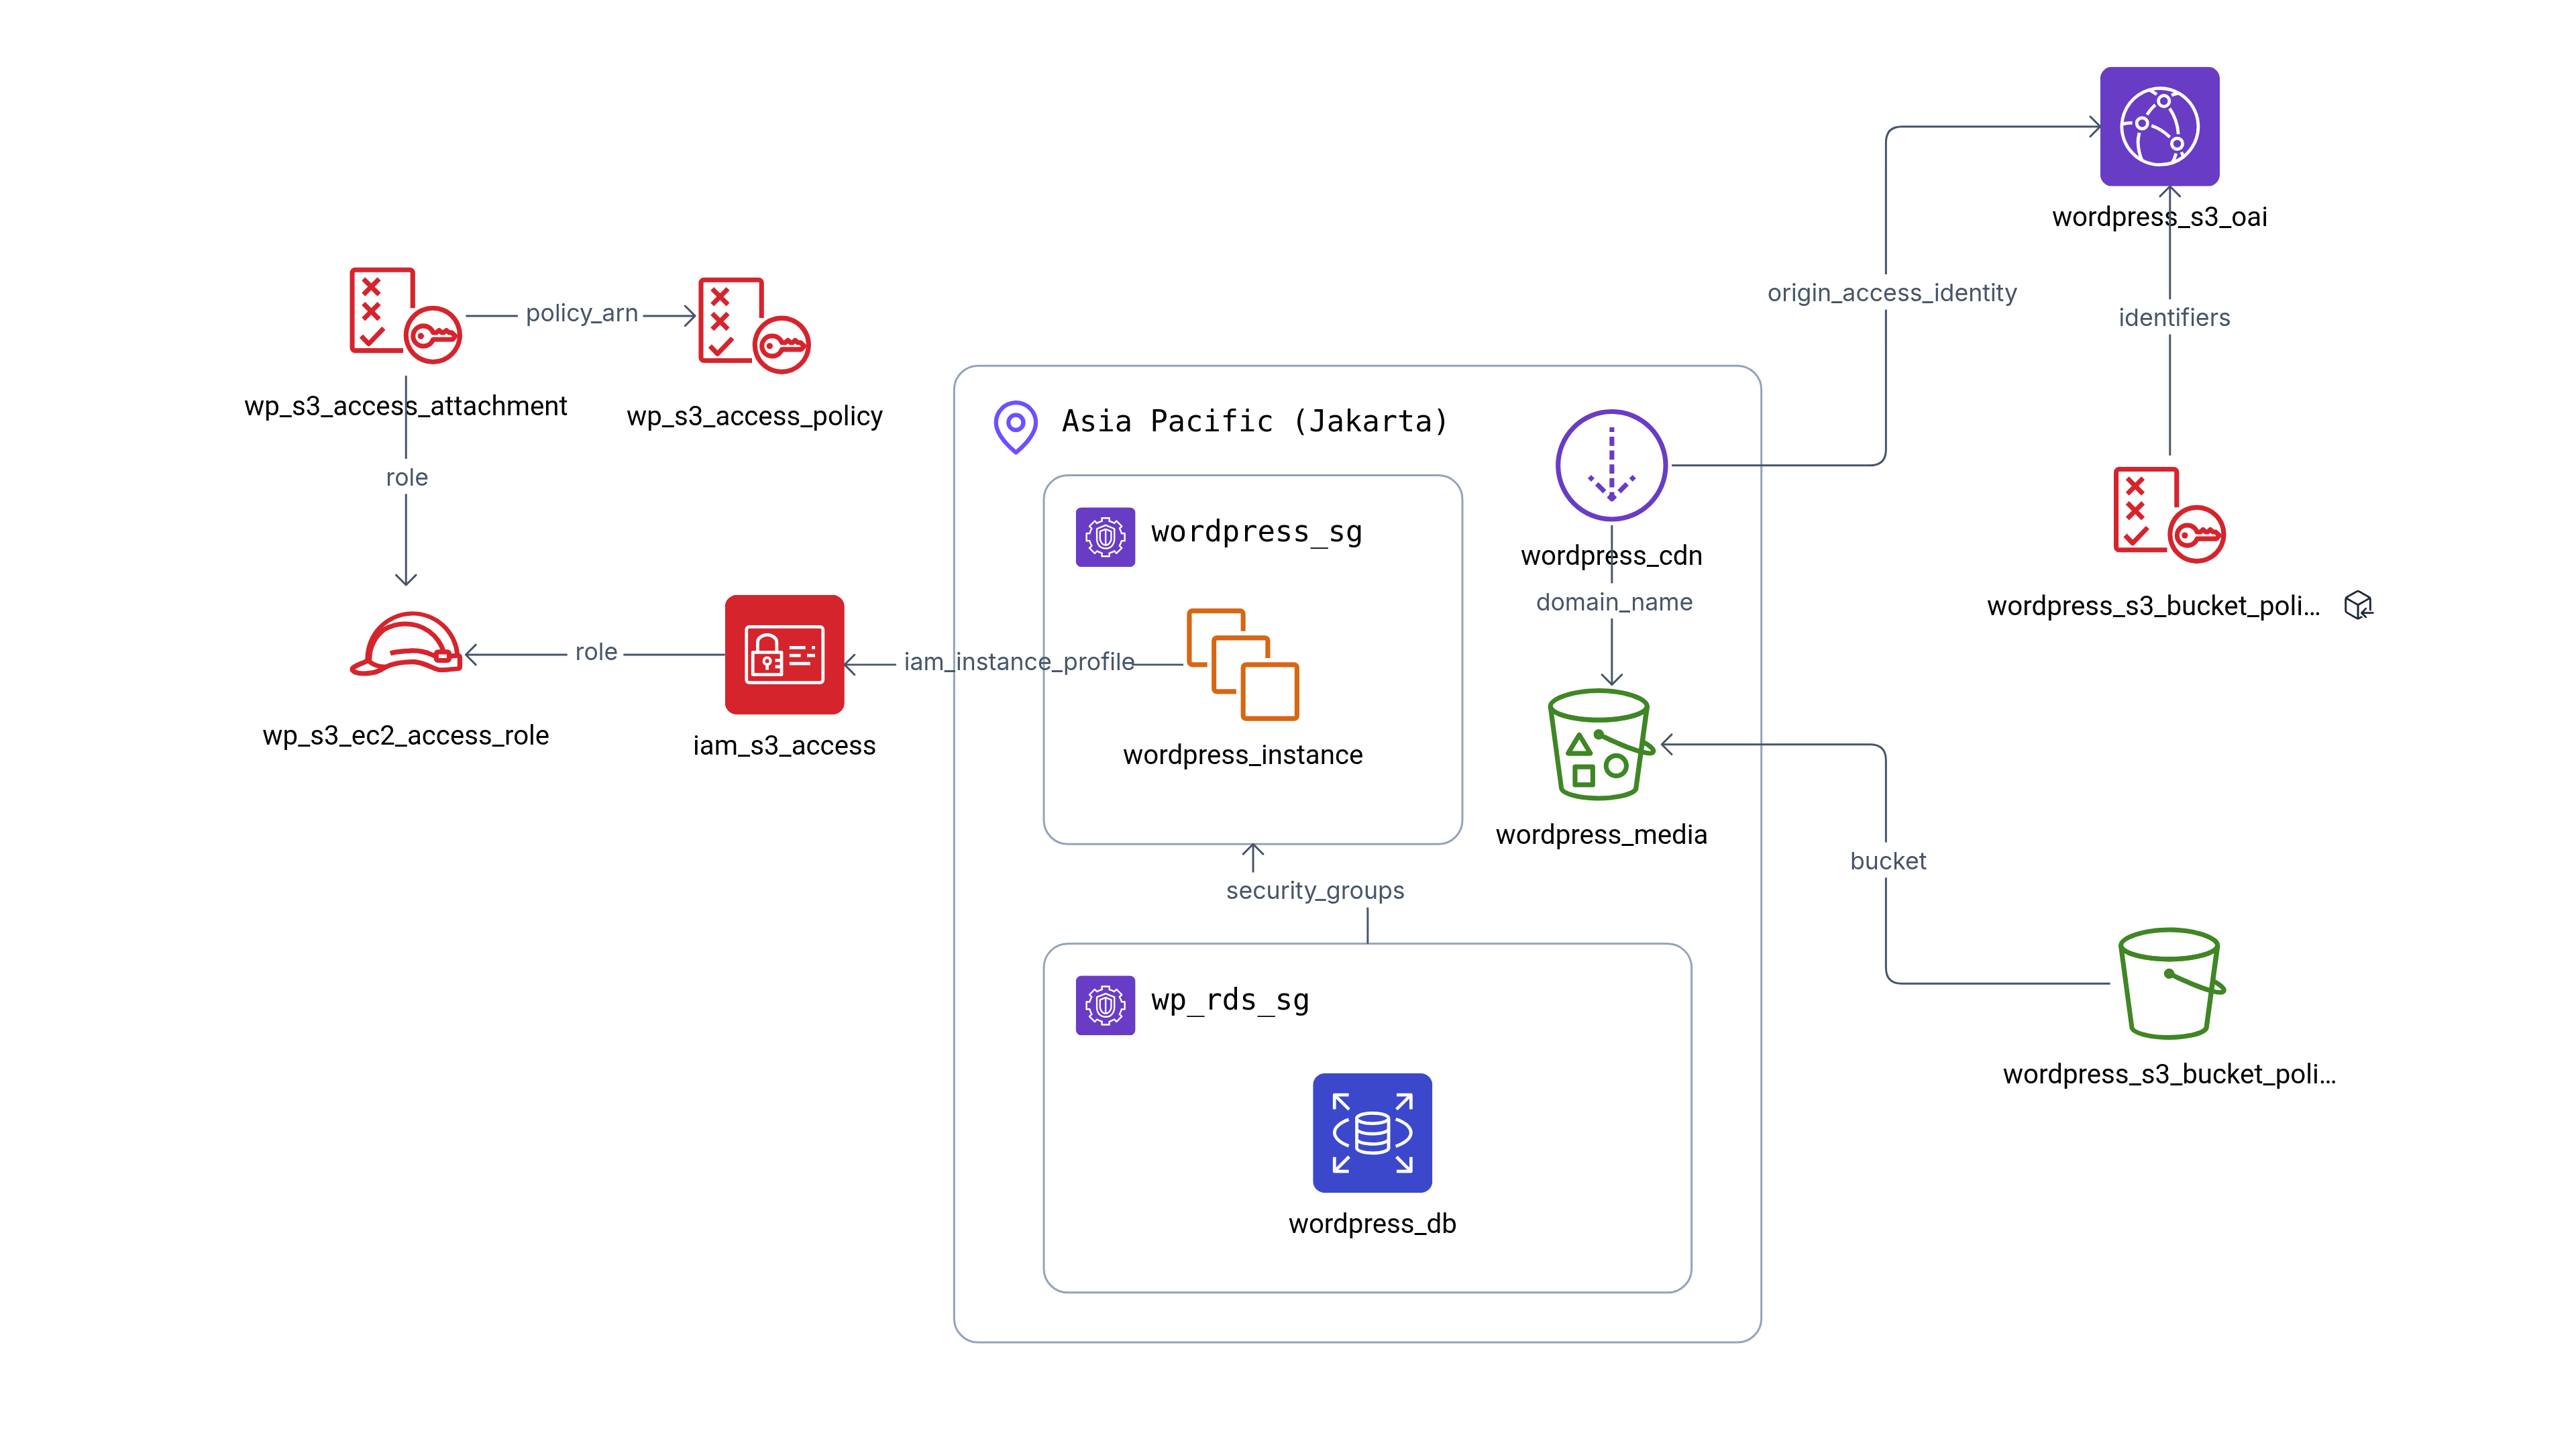 wordpress_s3_oai
origin_access_identity
identifiers
policy_arn
wp_s3_access_attachment
wp_s3_access_policy
role
Asia Pacific (Jakarta)
wordpress_sg
wordpress_cdn
domain_name
wordpress_s3_bucket_poli...
role
iam_instance_profile
wp_s3_ec2_access_role
iam_s3_access
wordpress_instance
wordpress_media
bucket
security_groups
wp_rds_sg
wordpress_s3_bucket_poli...
wordpress_db